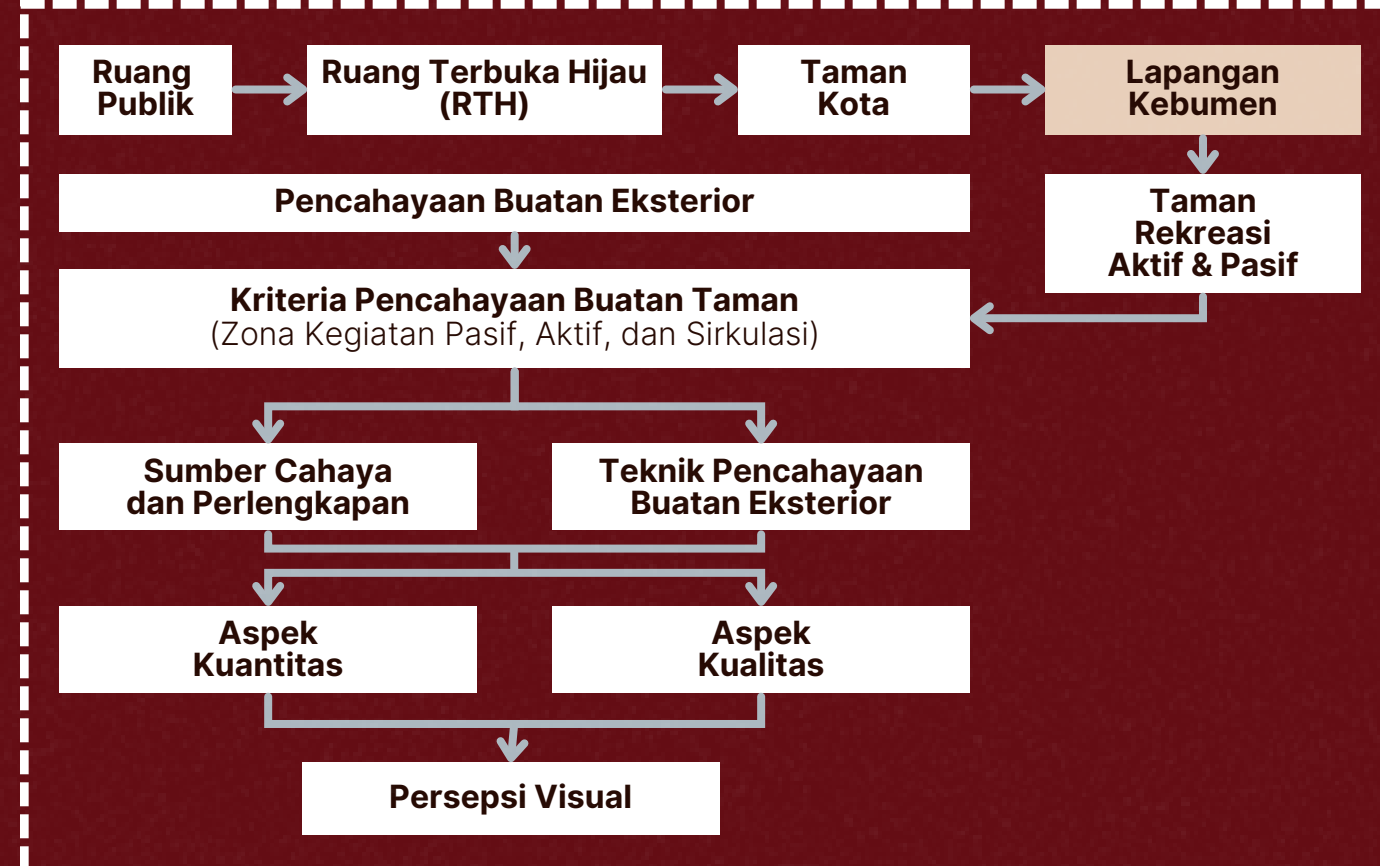 Ruang
Publik
Ruang Terbuka Hijau
(RTH)
Taman
Kota
Lapangan
Kebumen
Pencahayaan Buatan Eksterior
Taman
Rekreasi
Aktif & Pasif
Kriteria Pencahayaan Buatan Taman
(Zona Kegiatan Pasif, Aktif, dan Sirkulasi)
Sumber Cahaya
dan Perlengkapan
Teknik Pencahayaan
Buatan Eksterior
Aspek
Kuantitas
Aspek
Kualitas
Persepsi Visual